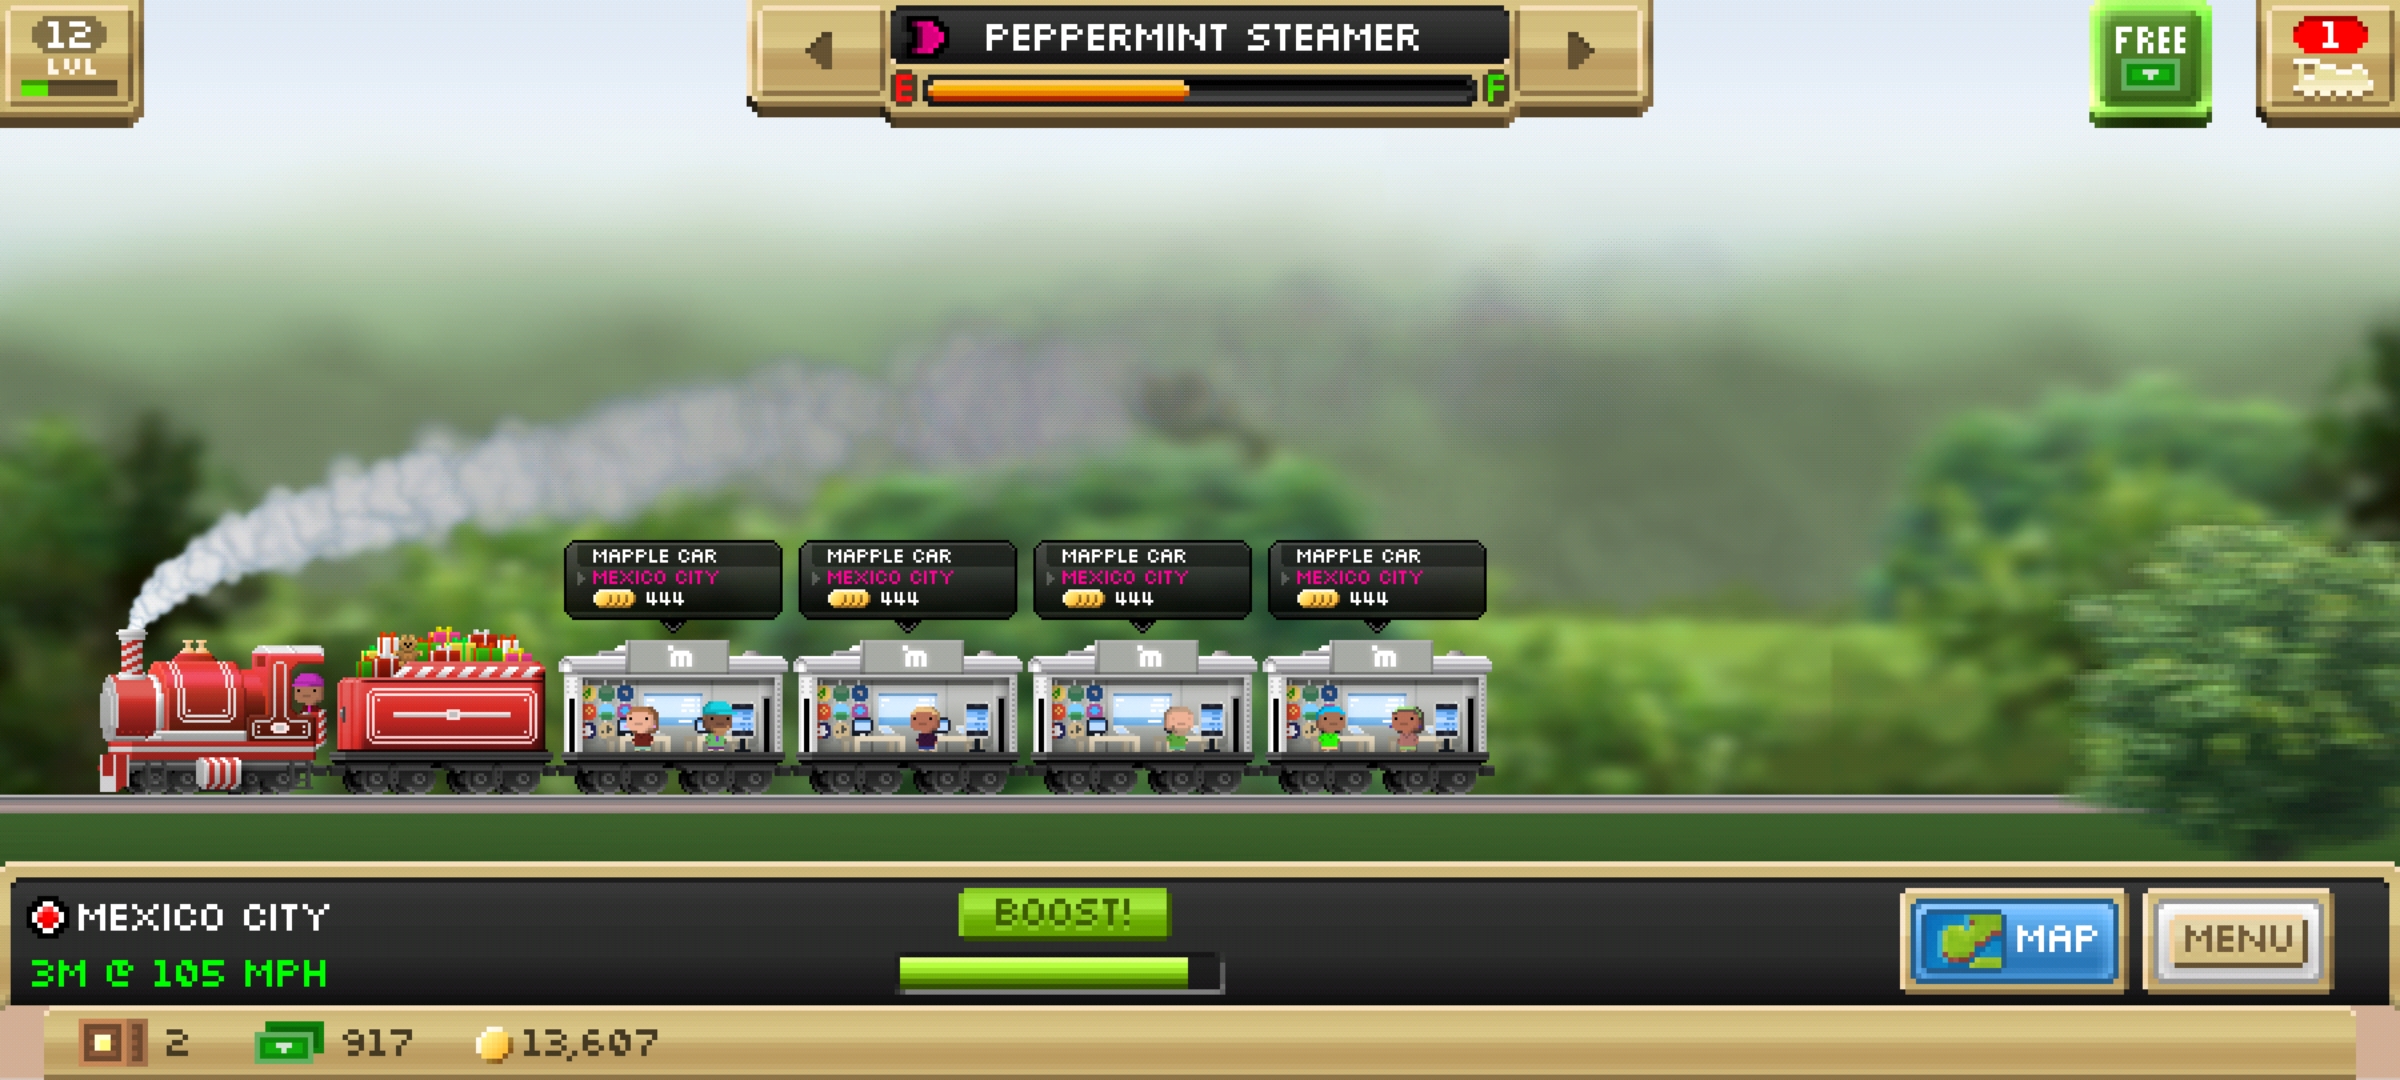 12
LVL
PEPPERMINT STEAMER
E F
FREE
1
MAPPLE CAR
MEXICO CITY
444
MAPPLE CAR
MEXICO CITY
444
MAPPLE CAR
MEXICO CITY
444
MAPPLE CAR
MEXICO CITY
444
m
m
m
m
MEXICO CITY
3M @ 105 MPH
BOOST!
MAP
MENU
2
917
13,607